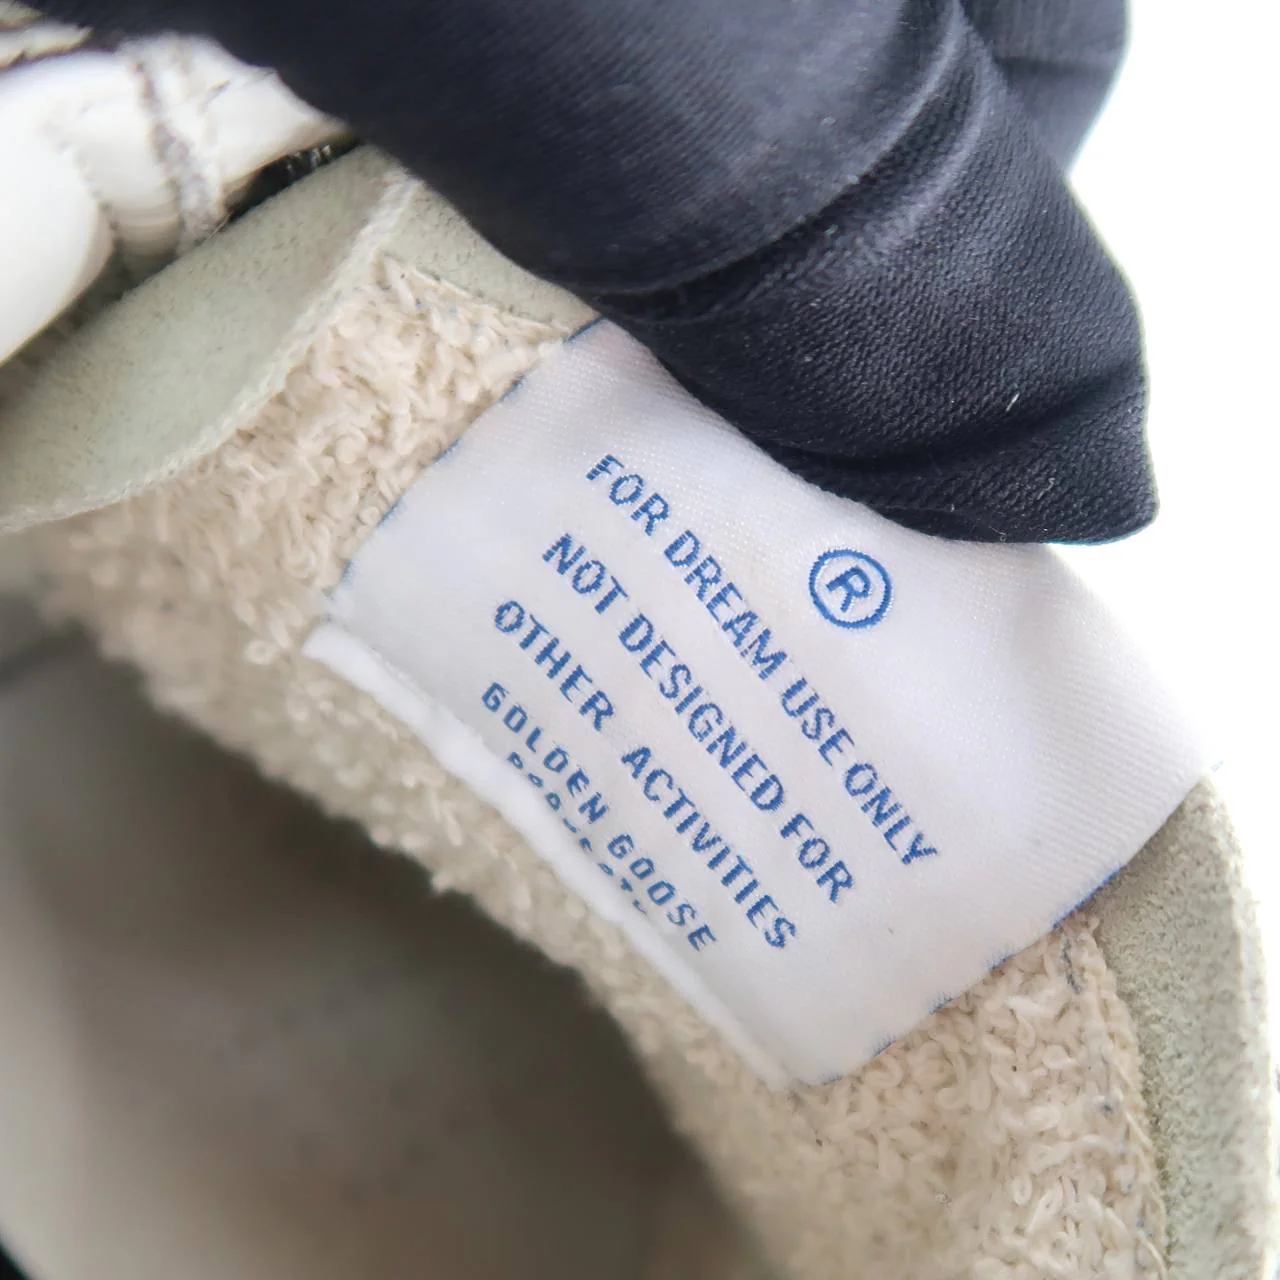 ®
FOR DREAM USE ONLY
NOT DESIGNED FOR
OTHER ACTIVITIES
GOLDEN GOOSE